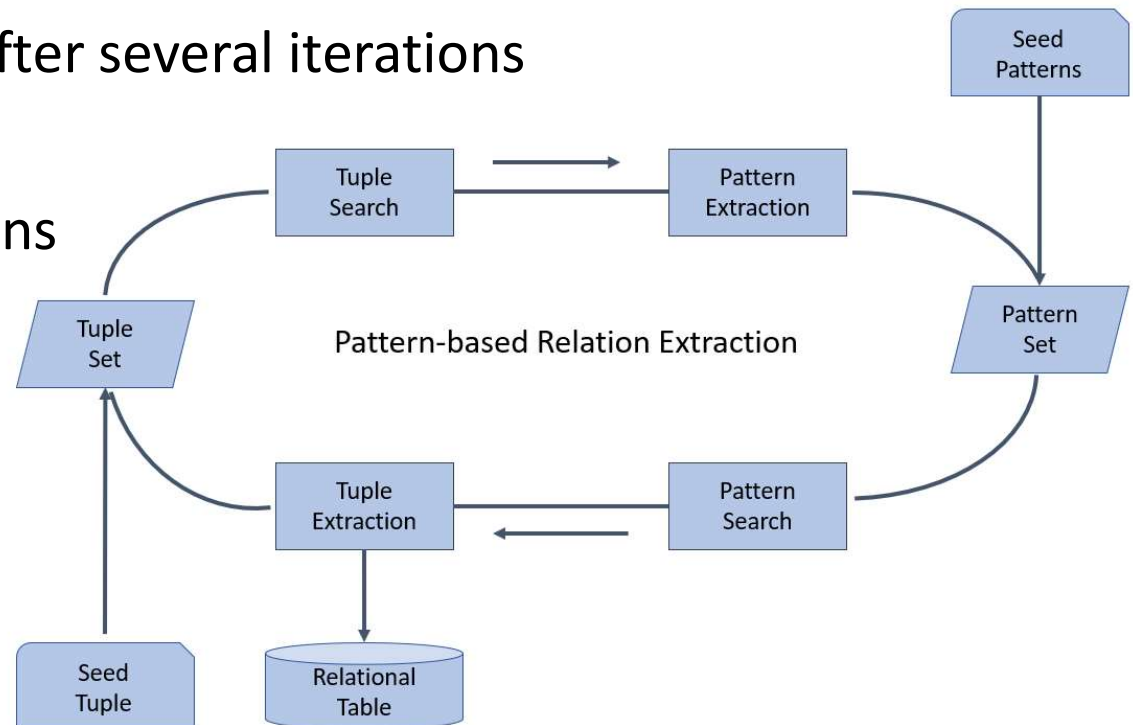 fter several iterations
Seed
Patterns
Tuple
Search
Pattern
Extraction
ns
Tuple
Set
Pattern-based Relation Extraction
Pattern
Set
Tuple
Extraction
Pattern
Search
Seed
Tuple
Relational
Table